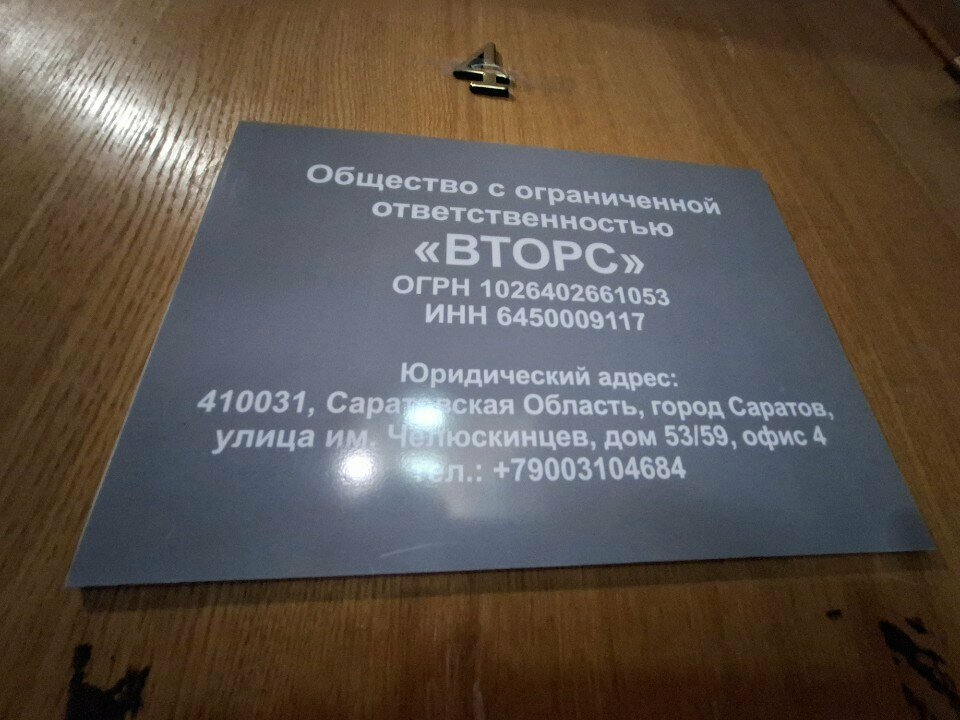 4
Общество с ограниченной
ответственностью
«ВТОРС»
ОГРН 1026402661053
ИНН 6450009117
Юридический адрес:
410031, Саратовская Область, город Саратов,
улица им. Челюскинцев, дом 53/59, офис 4
тел.: +79003104684